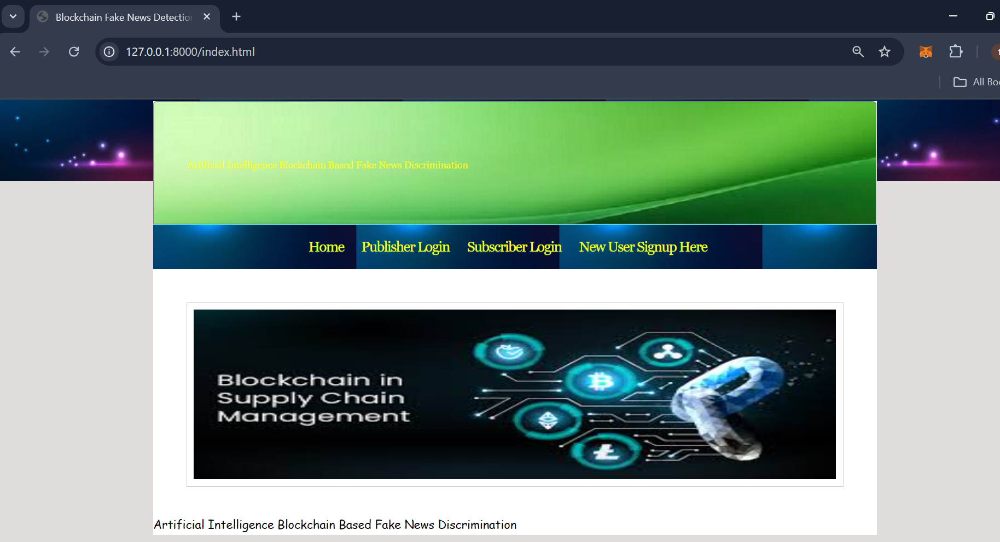 Blockchain Fake News Detection
127.0.0.1:8000/index.html
All Boo
Artificial Intelligence Blockchain Based Fake News Discrimination
Home Publisher Login Subscriber Login New User Signup Here
Blockchain in
Supply Chain
Management
Artificial Intelligence Blockchain Based Fake News Discrimination